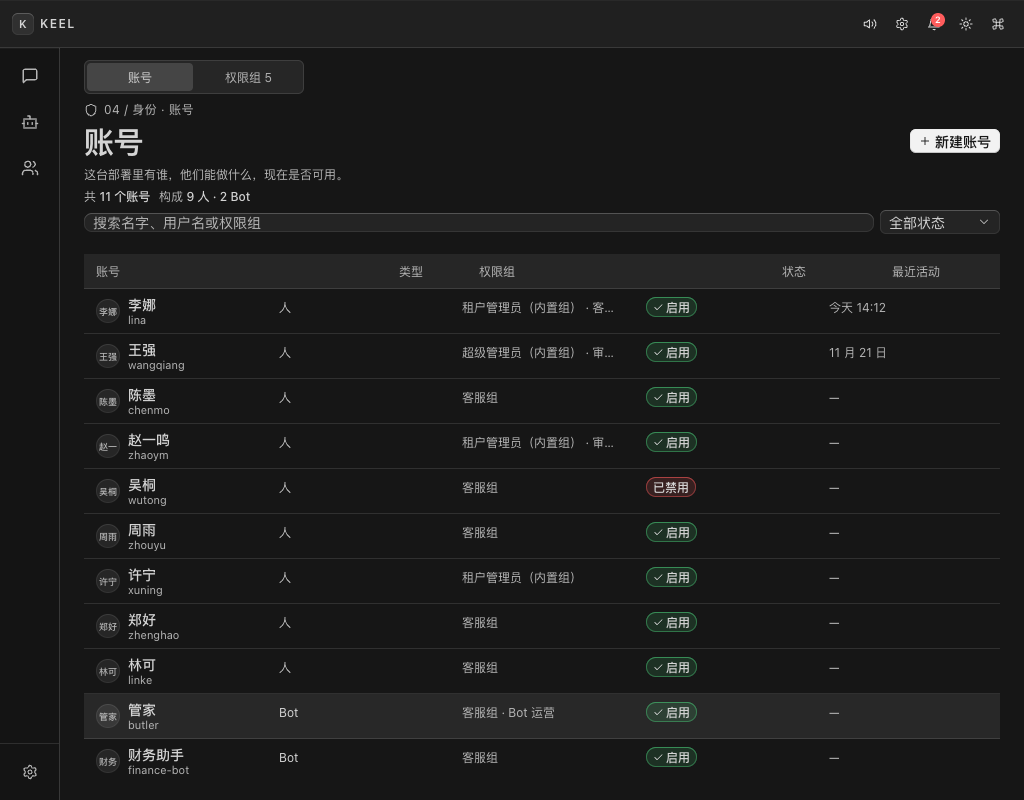 K KEEL
2
账号 权限组 5
04 / 身份 · 账号
账号
+ 新建账号
这台部署里有谁，他们能做什么，现在是否可用。
共 11 个账号 构成 9 人 · 2 Bot
搜索名字、用户名或权限组 全部状态
账号 类型 权限组 状态 最近活动
李娜 李娜 人 租户管理员（内置组） · 客... 启用 今天 14:12
lina
王强 王强 人 超级管理员（内置组） · 审... 启用 11 月 21 日
wangqiang
陈墨 陈墨 人 客服组 启用 —
chenmo
赵一 赵一鸣 人 租户管理员（内置组） · 审... 启用 —
zhaoym
吴桐 吴桐 人 客服组 已禁用 —
wutong
周雨 周雨 人 客服组 启用 —
zhouyu
许宁 许宁 人 租户管理员（内置组） 启用 —
xuning
郑好 郑好 人 客服组 启用 —
zhenghao
林可 林可 人 客服组 启用 —
linke
管家 管家 Bot 客服组 · Bot 运营 启用 —
butler
财务 财务助手 Bot 客服组 启用 —
finance-bot